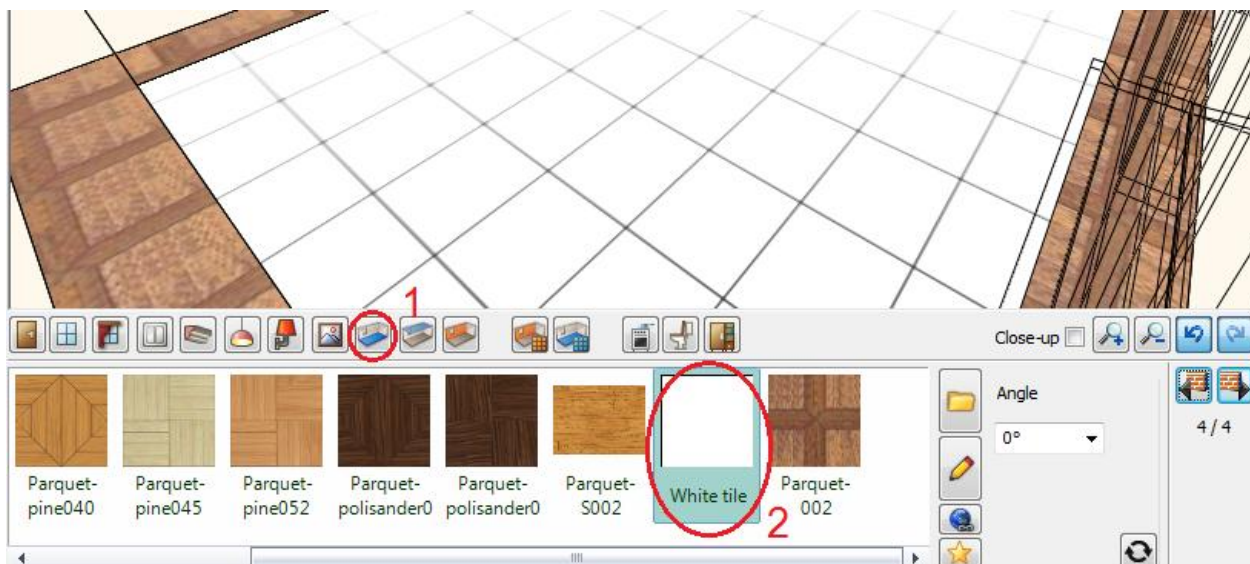 1
Close-up
Angle
0°
4 / 4
Parquet-
pine040
Parquet-
pine045
Parquet-
pine052
Parquet-
polisander0
Parquet-
polisander0
Parquet-
S002
White tile
Parquet-
002
2